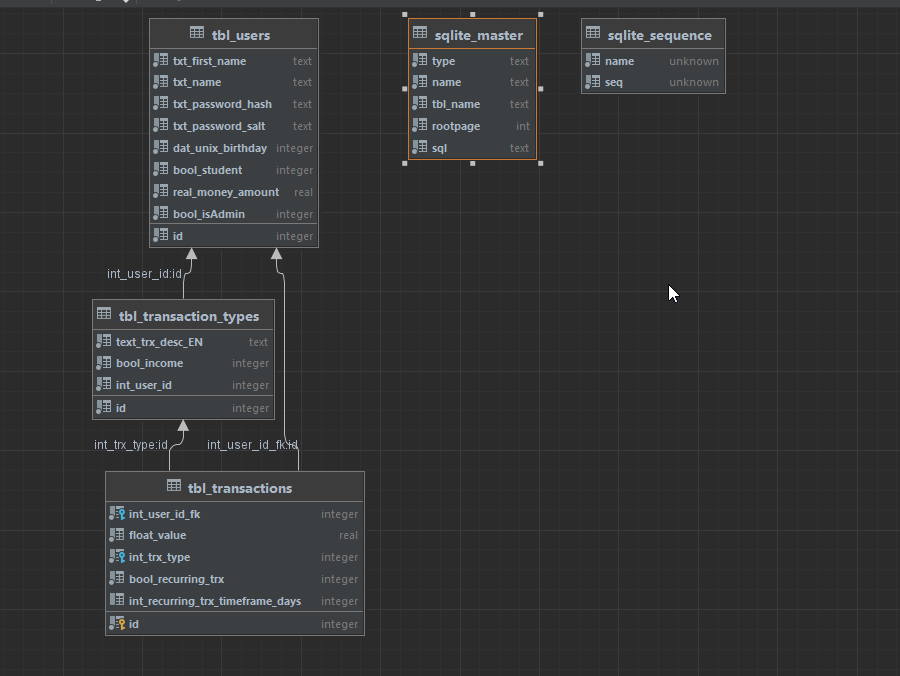 tbl_users
txt_first_name text
txt_name text
txt_password_hash text
txt_password_salt text
dat_unix_birthday integer
bool_student integer
real_money_amount real
bool_isAdmin integer
id integer
sqlite_master
type text
name text
tbl_name text
rootpage int
sql text
sqlite_sequence
name unknown
seq unknown
int_user_id:id
tbl_transaction_types
text_trx_desc_EN text
bool_income integer
int_user_id integer
id integer
int_trx_type:id
int_user_id_fk:id
tbl_transactions
int_user_id_fk integer
float_value real
int_trx_type integer
bool_recurring_trx integer
int_recurring_trx_timeframe_days integer
id integer